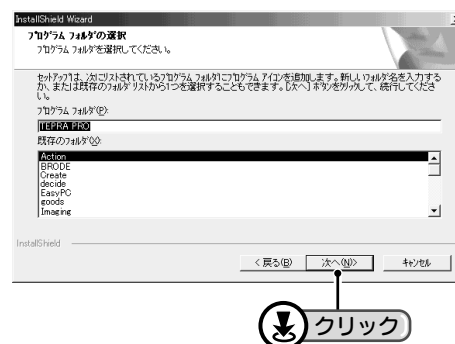 InstallShield Wizard
プログラム フォルダの選択
プログラム フォルダを選択してください。
セットアップは、次にリストされているプログラム フォルダにプログラム アイコンを追加します。新しいフォルダ名を入力する
か、または既存のフォルダ リストから1つを選択することもできます。[次へ] ボタンをクリックして、続行してくださ
い。
プログラム フォルダ(P):
TEPRA PRO
既存のフォルダ(X):
Action
BRODE
Create
decide
EasyPC
goods
Imaging
InstallShield
< 戻る(B) 次へ(N)> キャンセル
クリック